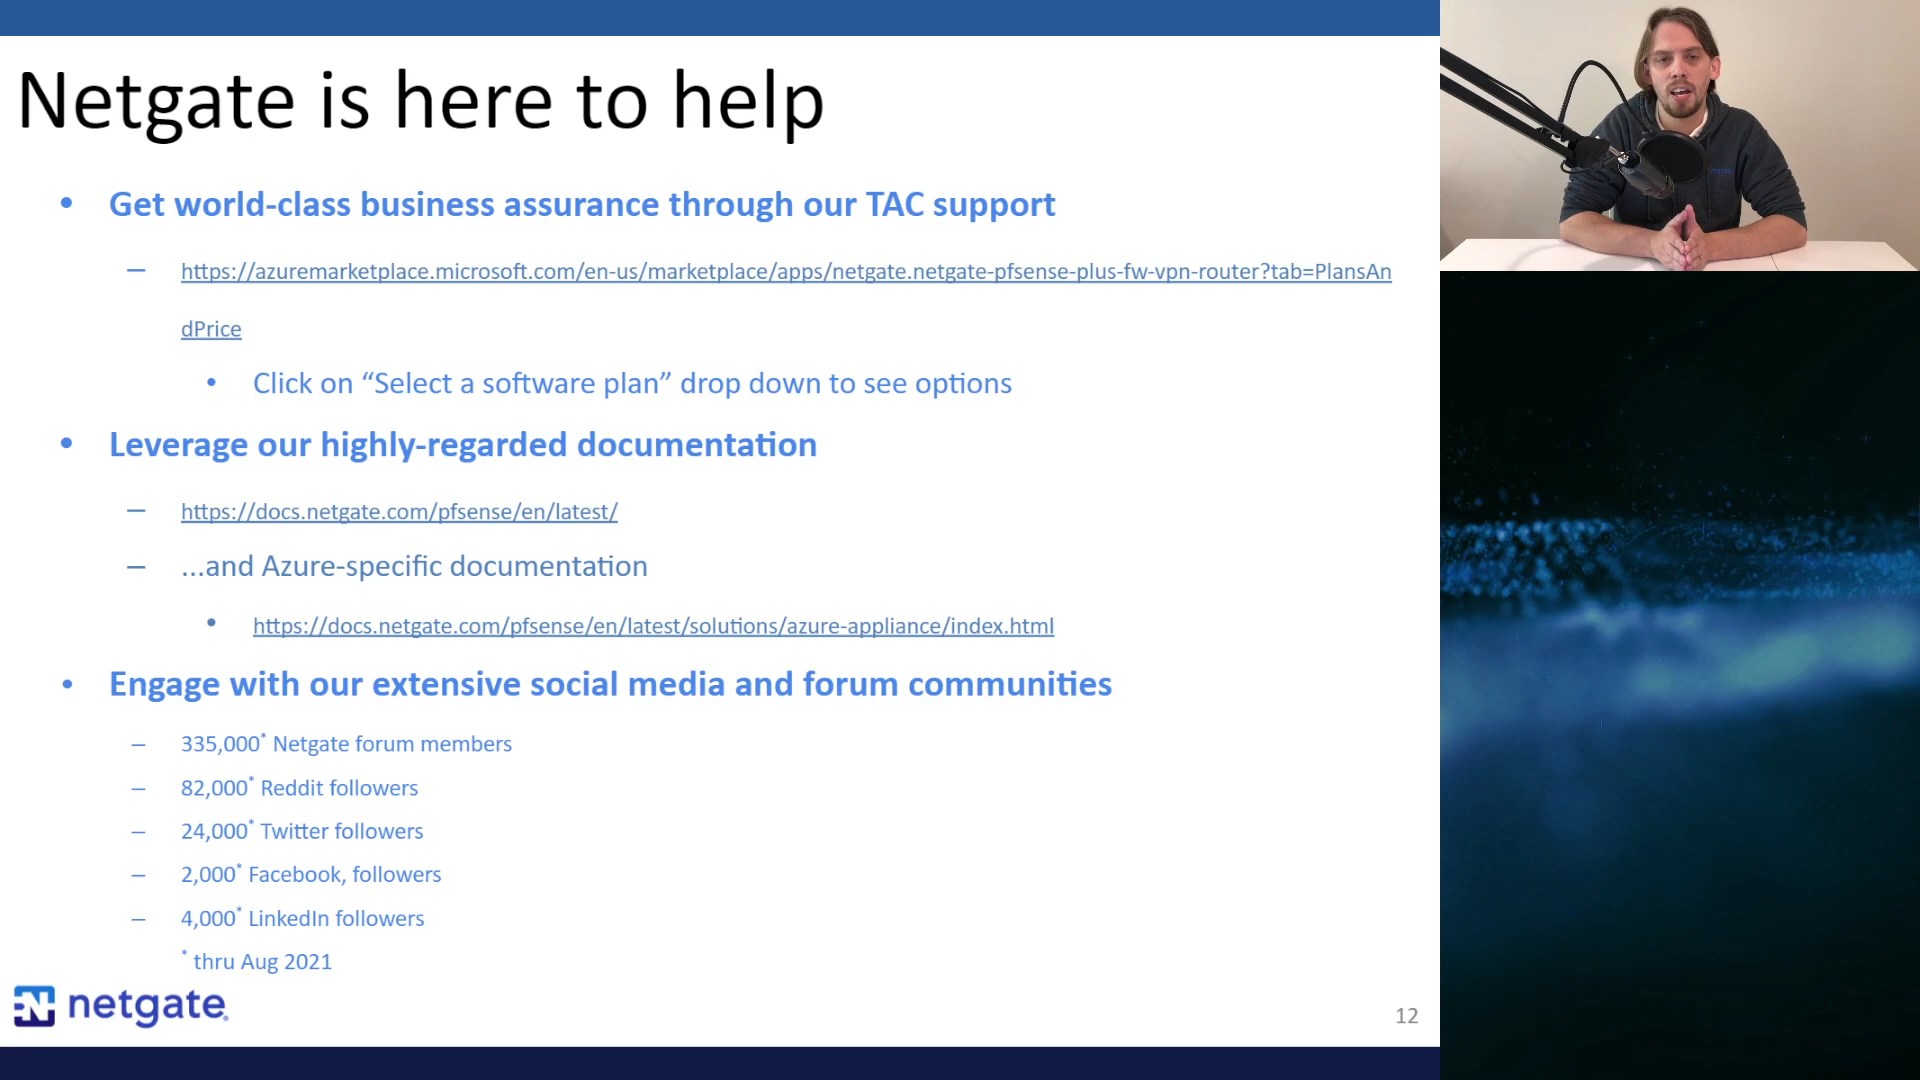 Netgate is here to help
• Get world-class business assurance through our TAC support
– https://azuremarketplace.microsoft.com/en-us/marketplace/apps/netgate.netgate-pfsense-plus-fw-vpn-router?tab=PlansAn
dPrice
• Click on “Select a software plan” drop down to see options
• Leverage our highly-regarded documentation
– https://docs.netgate.com/pfsense/en/latest/
– ...and Azure-specific documentation
• https://docs.netgate.com/pfsense/en/latest/solutions/azure-appliance/index.html
• Engage with our extensive social media and forum communities
– 335,000* Netgate forum members
– 82,000* Reddit followers
– 24,000* Twitter followers
– 2,000* Facebook, followers
– 4,000* LinkedIn followers
* thru Aug 2021
N netgate®
12